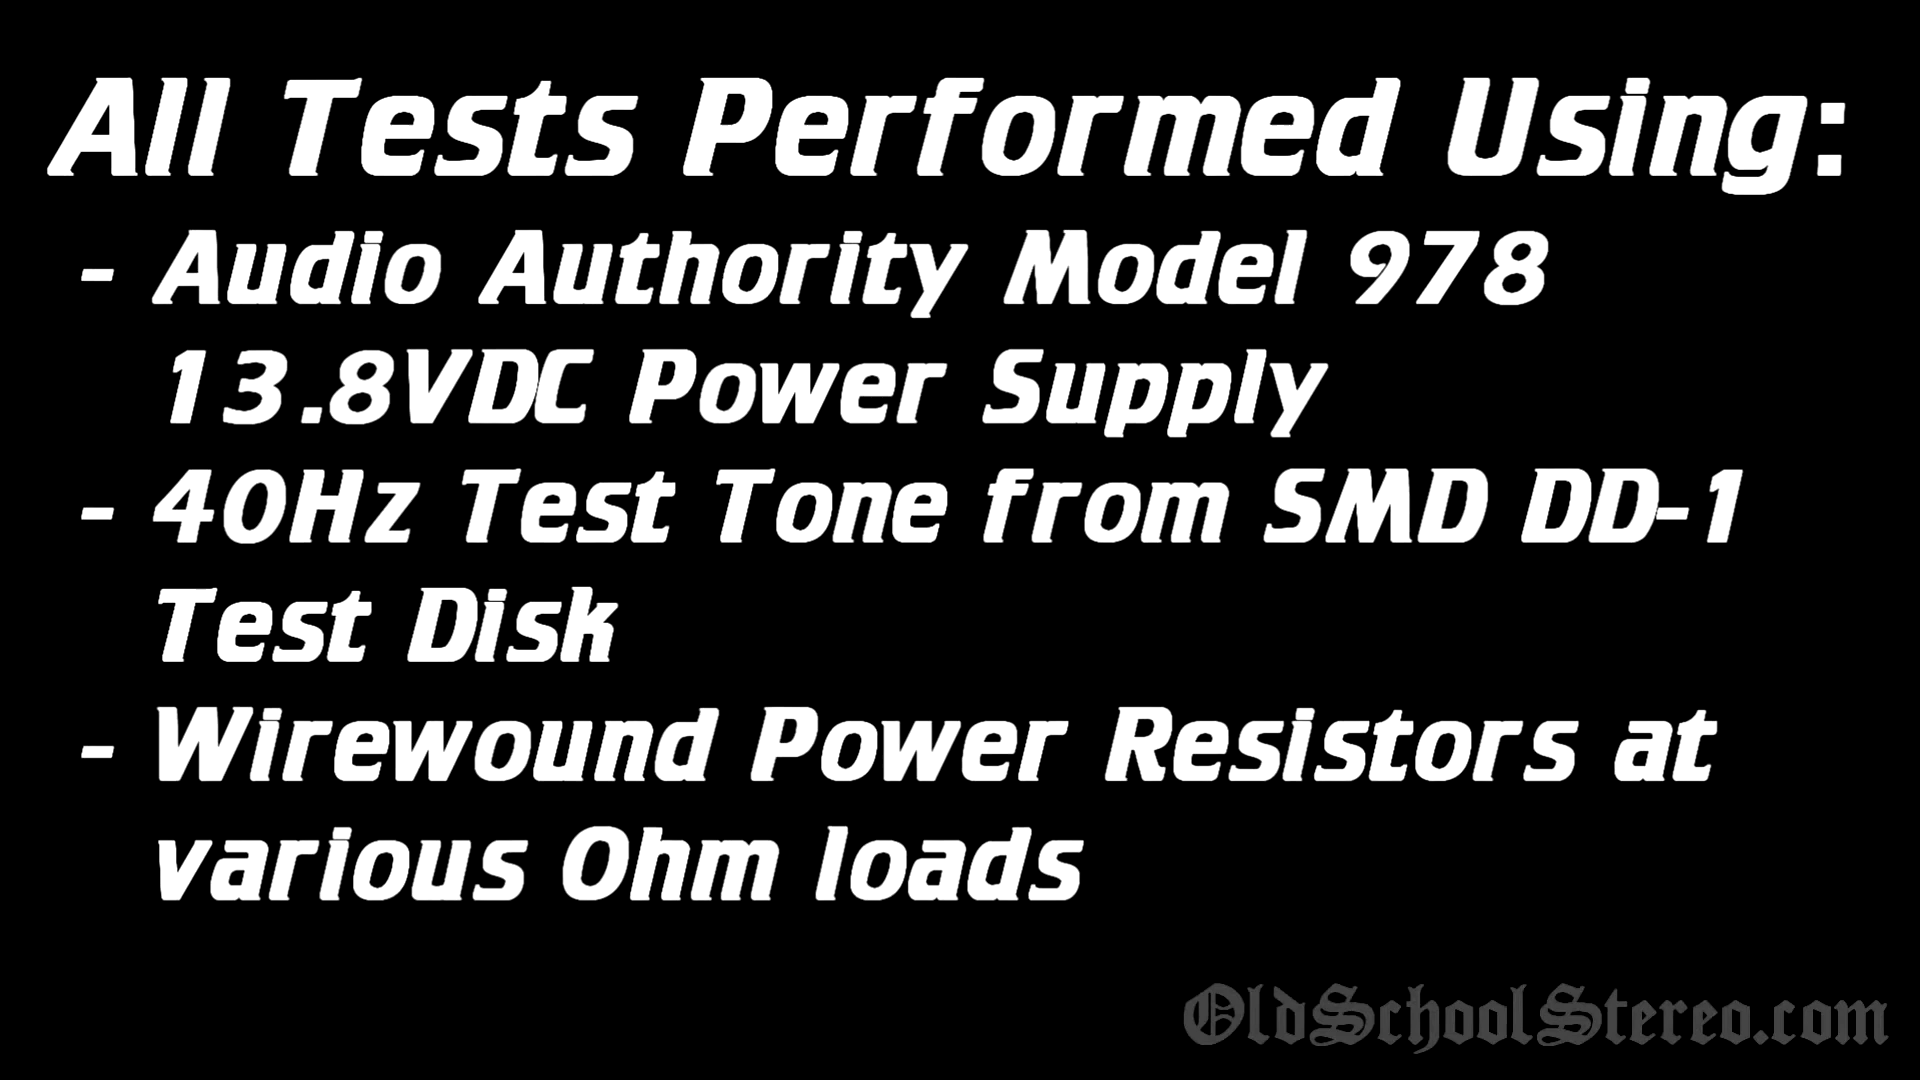 All Tests Performed Using:
- Audio Authority Model 978
13.8VDC Power Supply
- 40Hz Test Tone from SMD DD-1
Test Disk
- Wirewound Power Resistors at
various Ohm loads
OldSchoolStereo.com